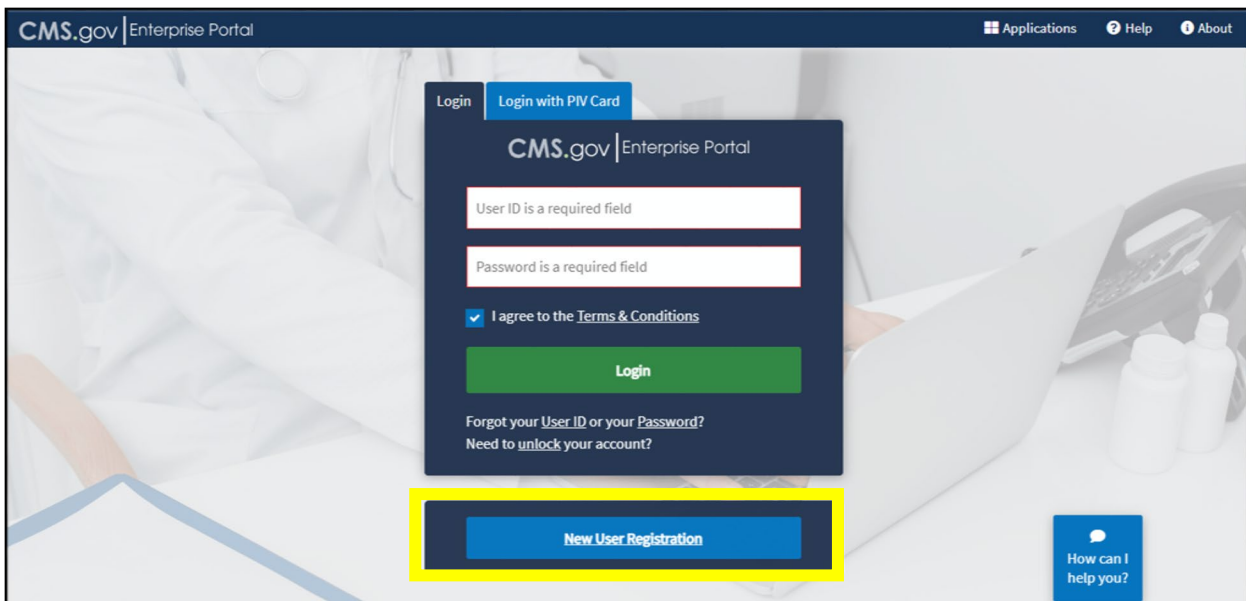 CMS.gov Enterprise Portal
Applications Help About
Login Login with PIV Card
CMS.gov Enterprise Portal
User ID is a required field
Password is a required field
I agree to the Terms & Conditions
Login
Forgot your User ID or your Password?
Need to unlock your account?
New User Registration
How can I
help you?